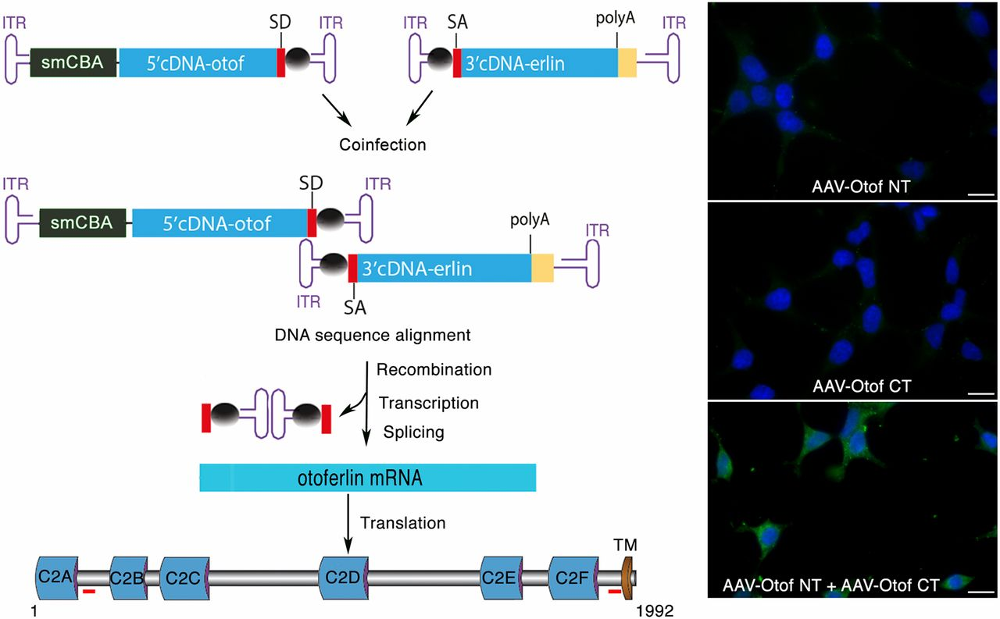 ITR
SD
ITR
ITR
SA
polyA
ITR
smCBA
5′cDNA-otof
3′cDNA-erlin
Coinfection
ITR
SD
ITR
smCBA
5′cDNA-otof
polyA
ITR
3′cDNA-erlin
ITR
SA
DNA sequence alignment
Recombination
Transcription
Splicing
otoferlin mRNA
Translation
TM
C2A
C2B
C2C
C2D
C2E
C2F
1
1992
AAV-Otof NT
AAV-Otof CT
AAV-Otof NT + AAV-Otof CT